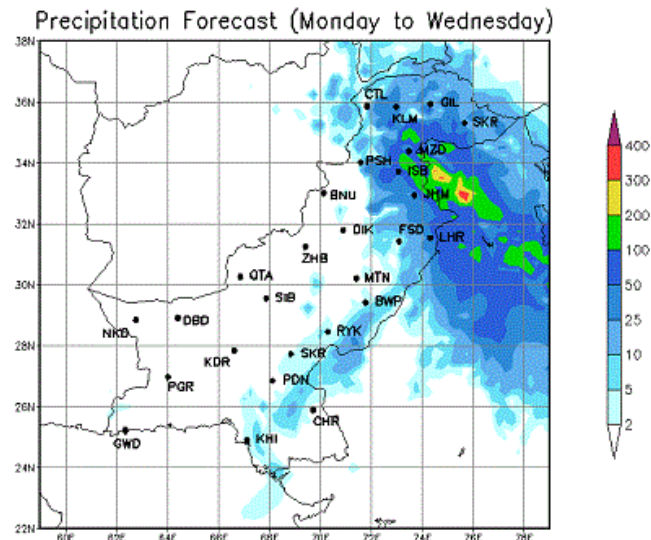 Precipitation Forecast (Monday to Wednesday)
38N
36N
34N
32N
30N
28N
26N
24N
22N
CTL
KLM
GIL
SKR
MZD
PSH
ISB
BNU
JHM
DIK
FSD
LHR
ZHB
QTA
MTN
SIB
BWP
NKD
DBD
RYK
KDR
SKR
PGR
PDN
CHR
GWD
KHI
60E
62E
64E
66E
68E
70E
72E
74E
76E
78E
400
300
200
100
50
25
10
5
2